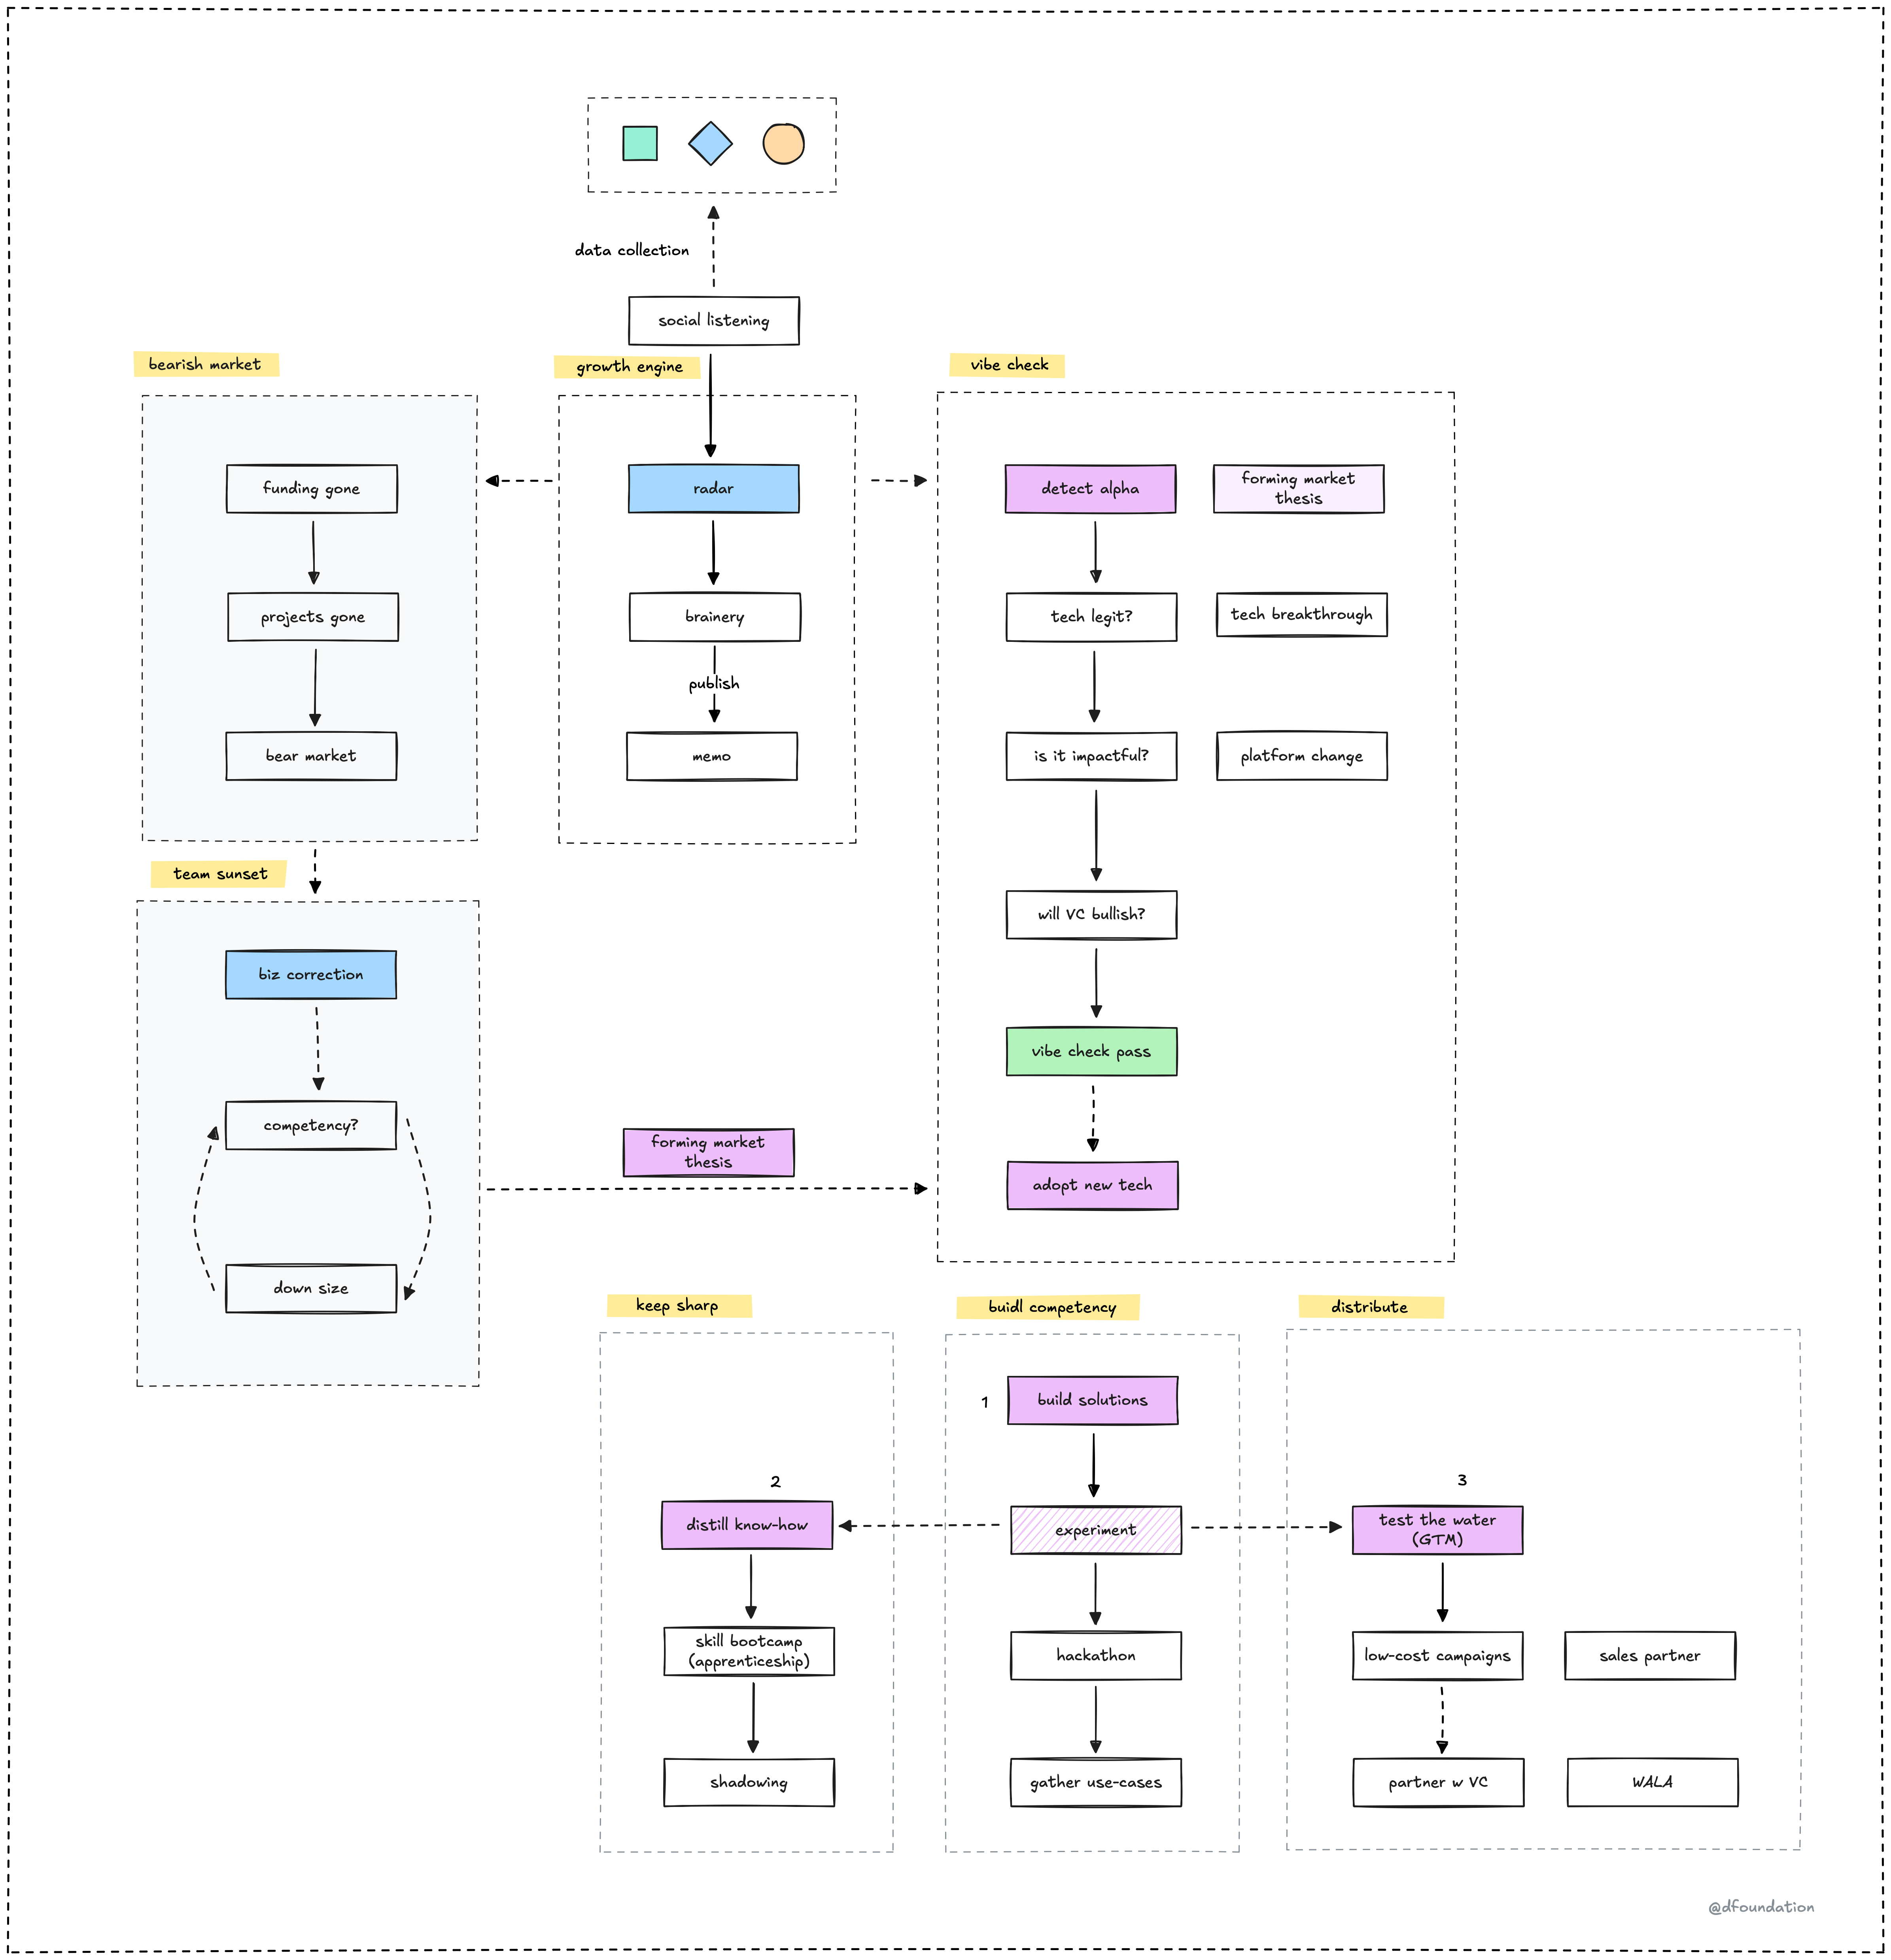 data collection
social listening
bearish market
growth engine
vibe check
funding gone
radar
detect alpha
forming market
thesis
projects gone
brainery
tech legit?
tech breakthrough
publish
bear market
memo
is it impactful?
platform change
team sunset
will VC bullish?
biz correction
vibe check pass
competency?
forming market
thesis
adopt new tech
down size
keep sharp
buidl competency
distribute
1
build solutions
2
3
distill know-how
experiment
test the water
(GTM)
skill bootcamp
(apprenticeship)
hackathon
low-cost campaigns
sales partner
shadowing
gather use-cases
partner w VC
WALA
@dfoundation